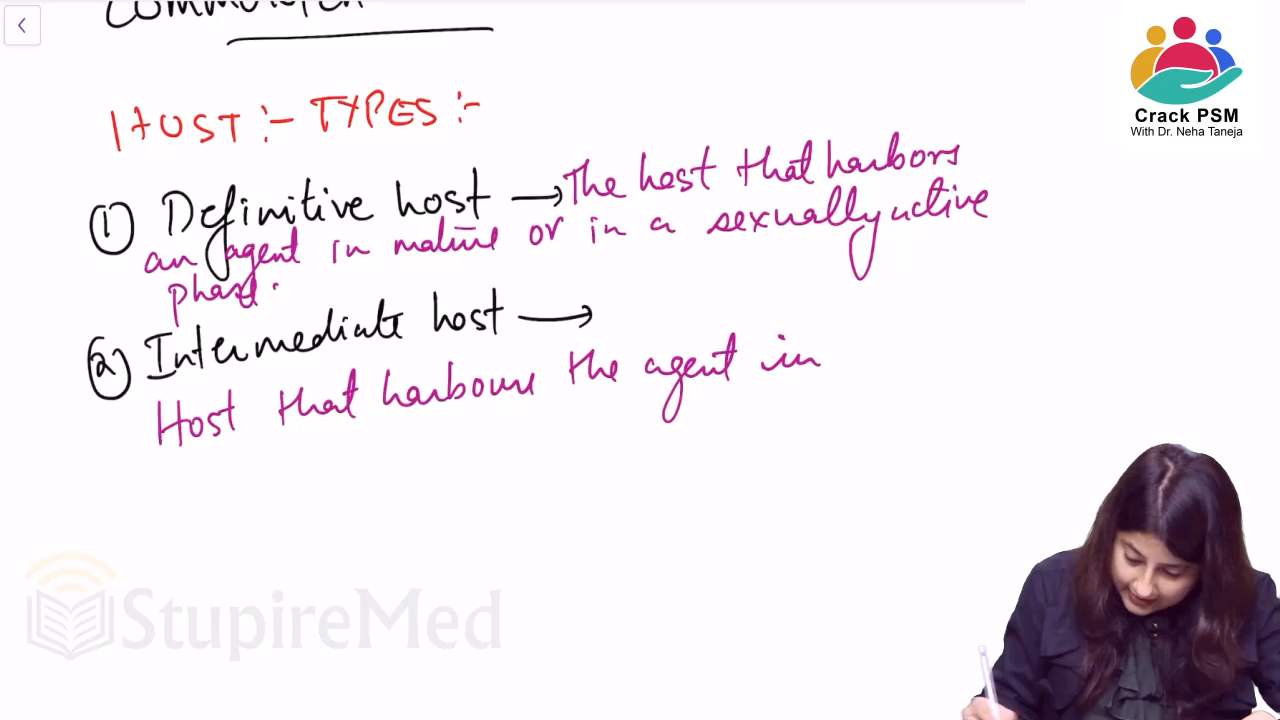 Crack PSM
With Dr. Neha Taneja
HOST :- TYPES :-
① Definitive host → The host that harbors
an agent in mature or in a sexually active
phase.
② Intermediate host →
Host that harbours the agent in
StupireMed